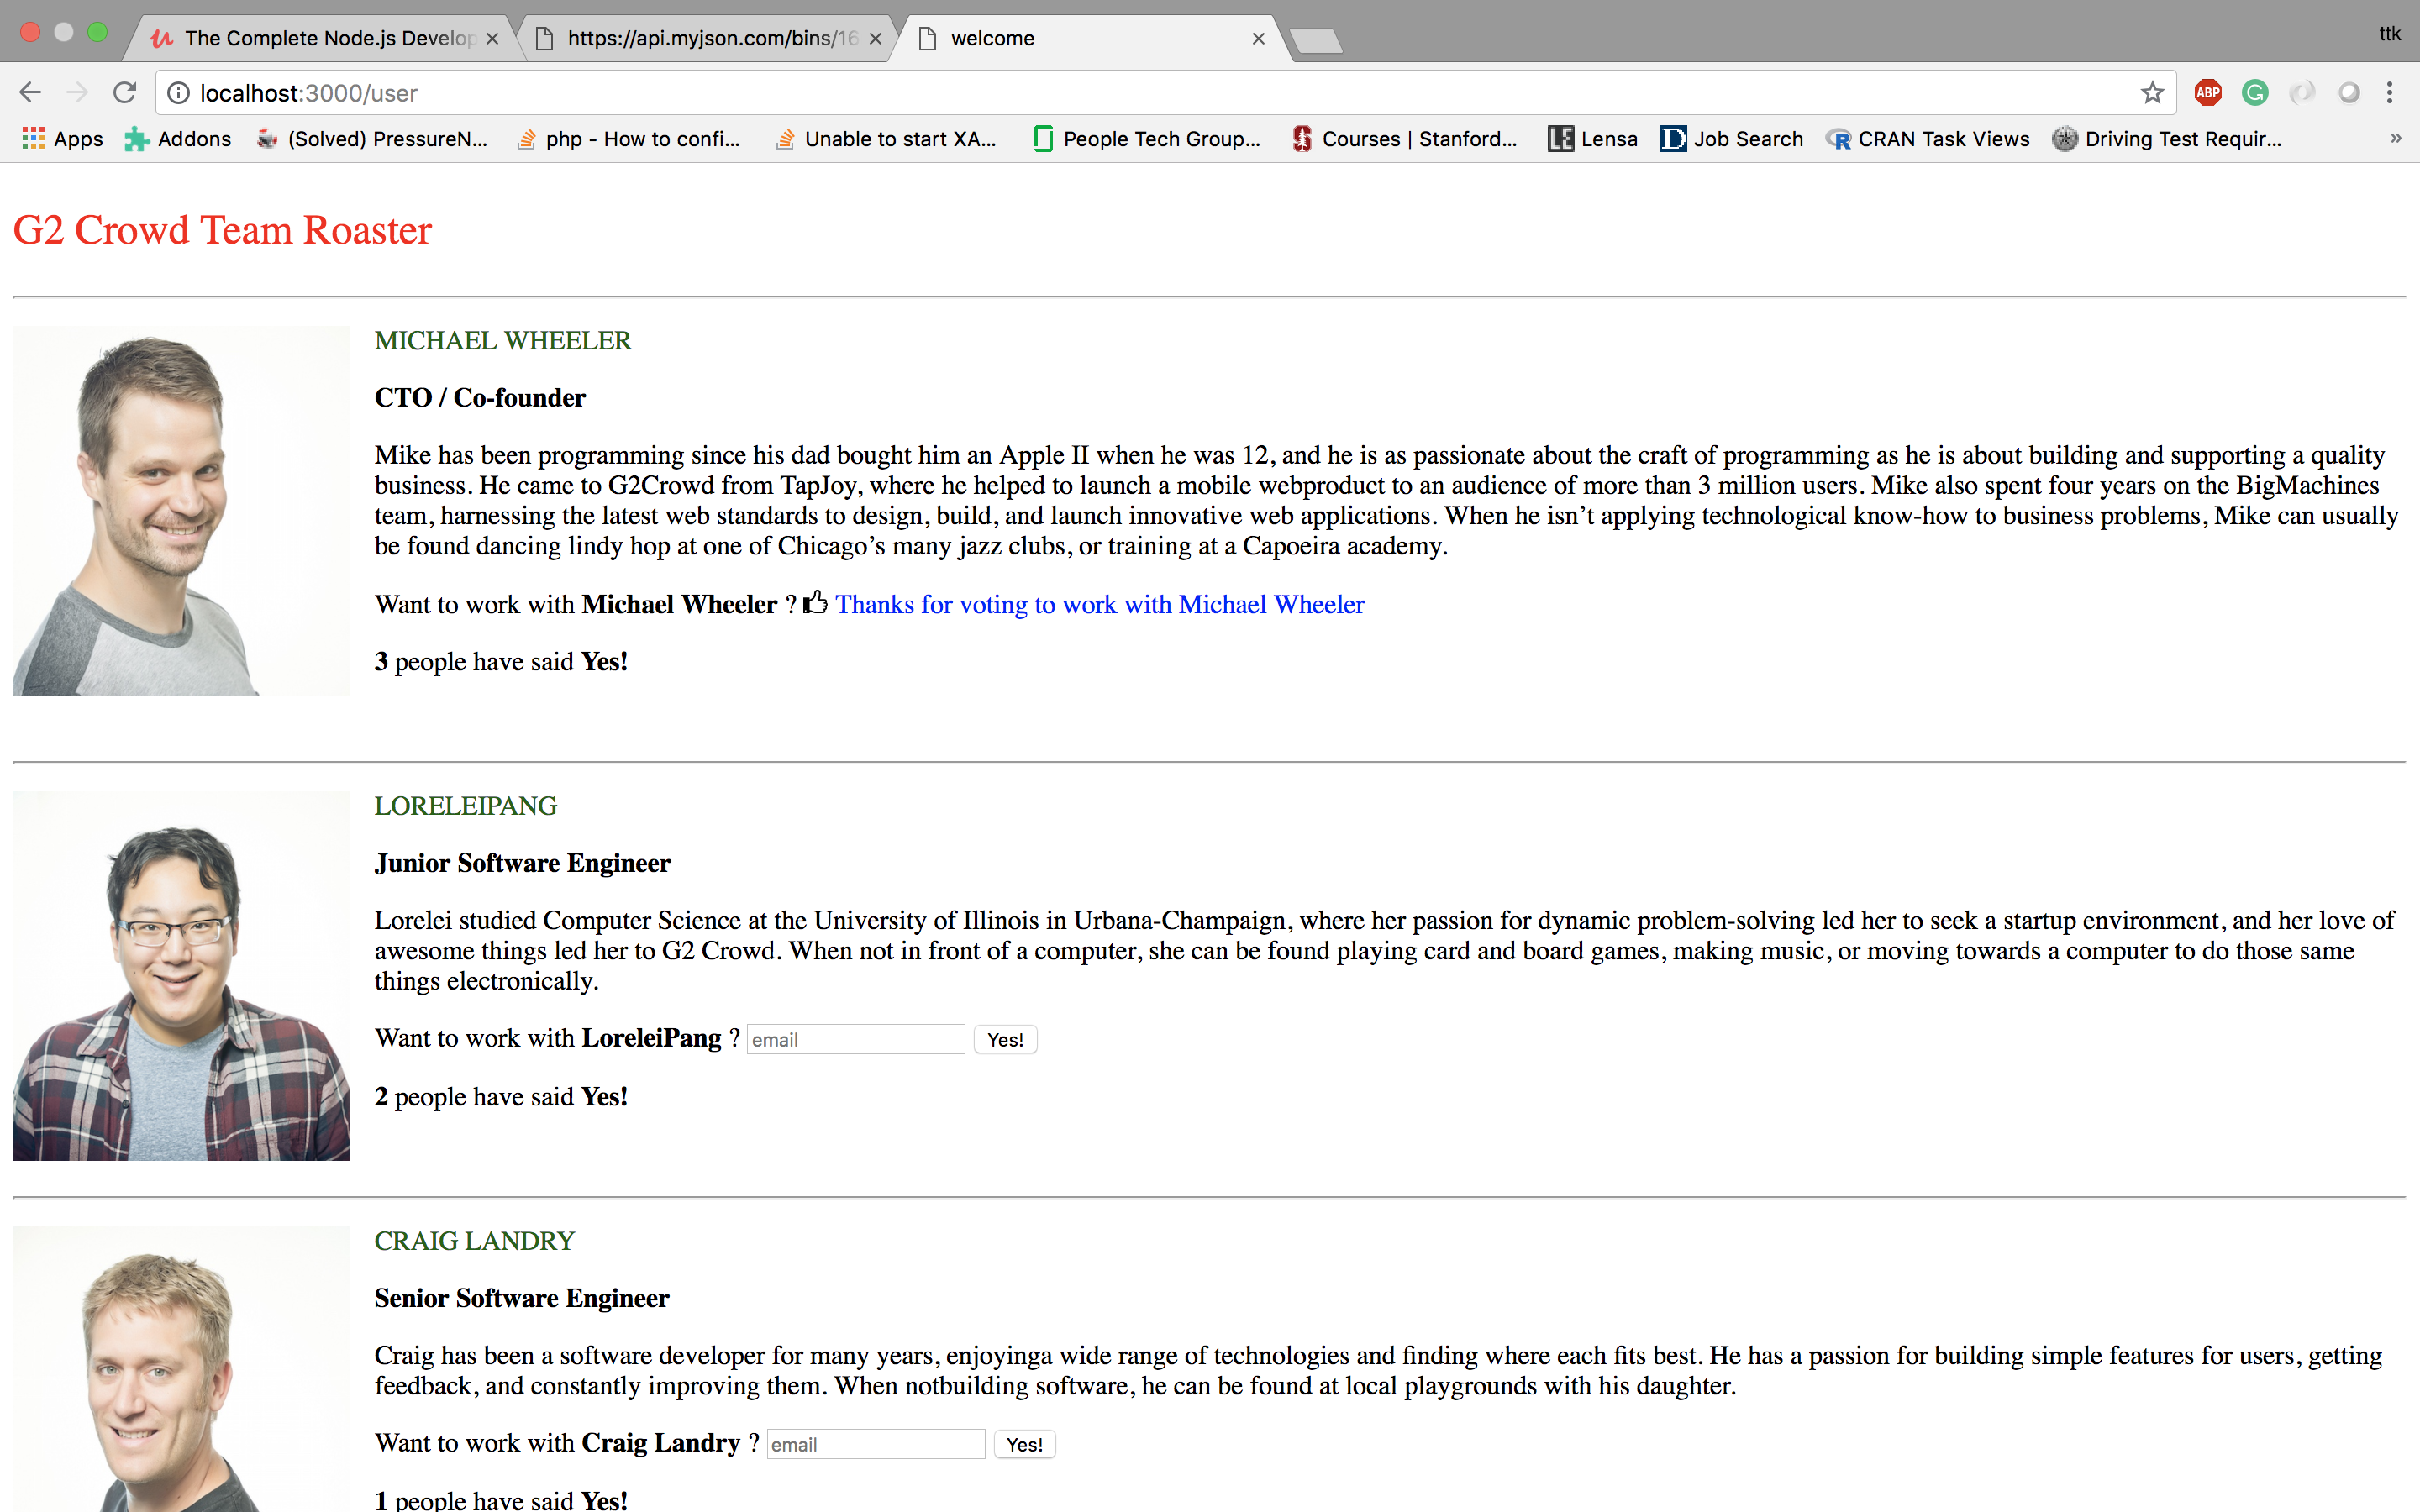 The Complete Node.js Develop
https://api.myjson.com/bins/16
welcome
ttk
localhost:3000/user
ABP
Apps
Addons
(Solved) PressureN...
php - How to confi...
Unable to start XA...
People Tech Group...
Courses | Stanford...
LE Lensa
D Job Search
R CRAN Task Views
Driving Test Requir...
»
G2 Crowd Team Roaster
MICHAEL WHEELER
CTO / Co-founder
Mike has been programming since his dad bought him an Apple II when he was 12, and he is as passionate about the craft of programming as he is about building and supporting a quality
business. He came to G2Crowd from TapJoy, where he helped to launch a mobile webproduct to an audience of more than 3 million users. Mike also spent four years on the BigMachines
team, harnessing the latest web standards to design, build, and launch innovative web applications. When he isn’t applying technological know-how to business problems, Mike can usually
be found dancing lindy hop at one of Chicago’s many jazz clubs, or training at a Capoeira academy.
Want to work with Michael Wheeler ? Thanks for voting to work with Michael Wheeler
3 people have said Yes!
LORELEIPANG
Junior Software Engineer
Lorelei studied Computer Science at the University of Illinois in Urbana-Champaign, where her passion for dynamic problem-solving led her to seek a startup environment, and her love of
awesome things led her to G2 Crowd. When not in front of a computer, she can be found playing card and board games, making music, or moving towards a computer to do those same
things electronically.
Want to work with LoreleiPang ? email Yes!
2 people have said Yes!
CRAIG LANDRY
Senior Software Engineer
Craig has been a software developer for many years, enjoyinga wide range of technologies and finding where each fits best. He has a passion for building simple features for users, getting
feedback, and constantly improving them. When notbuilding software, he can be found at local playgrounds with his daughter.
Want to work with Craig Landry ? email Yes!
1 people have said Yes!